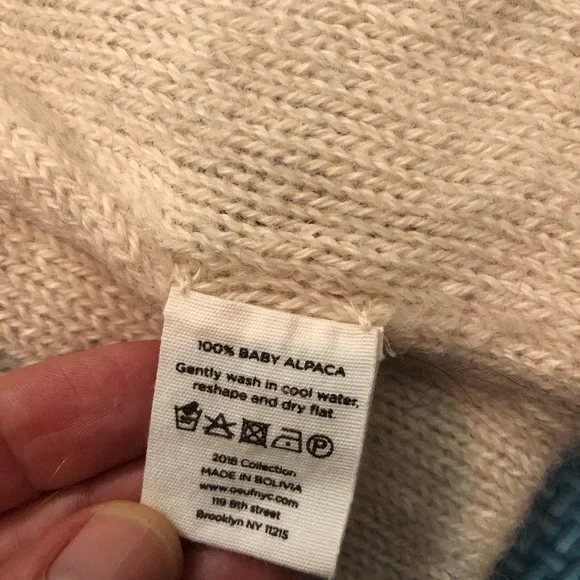 100% BABY ALPACA
Gently wash in cool water,
reshape and dry flat.
P
2018 Collection
MADE IN BOLIVIA
www.oeufnyc.com
119 8th street
Brooklyn NY 11215